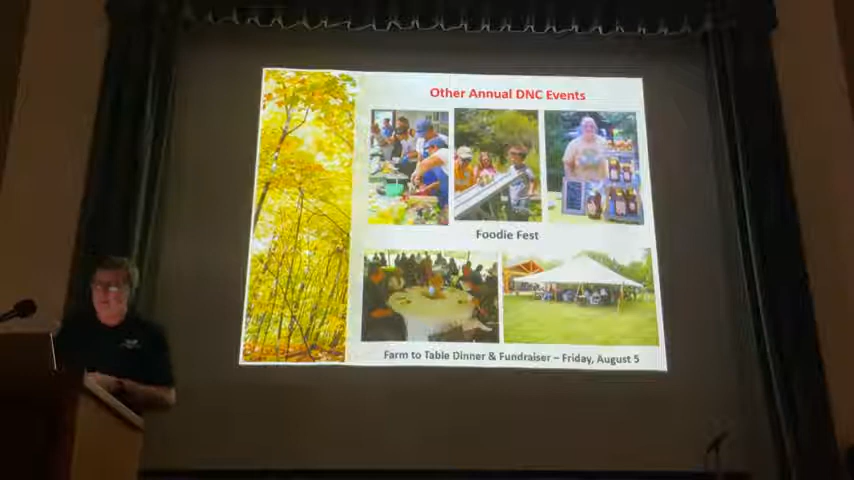 Other Annual DNC Events
Foodie Fest
Farm to Table Dinner & Fundraiser – Friday, August 5